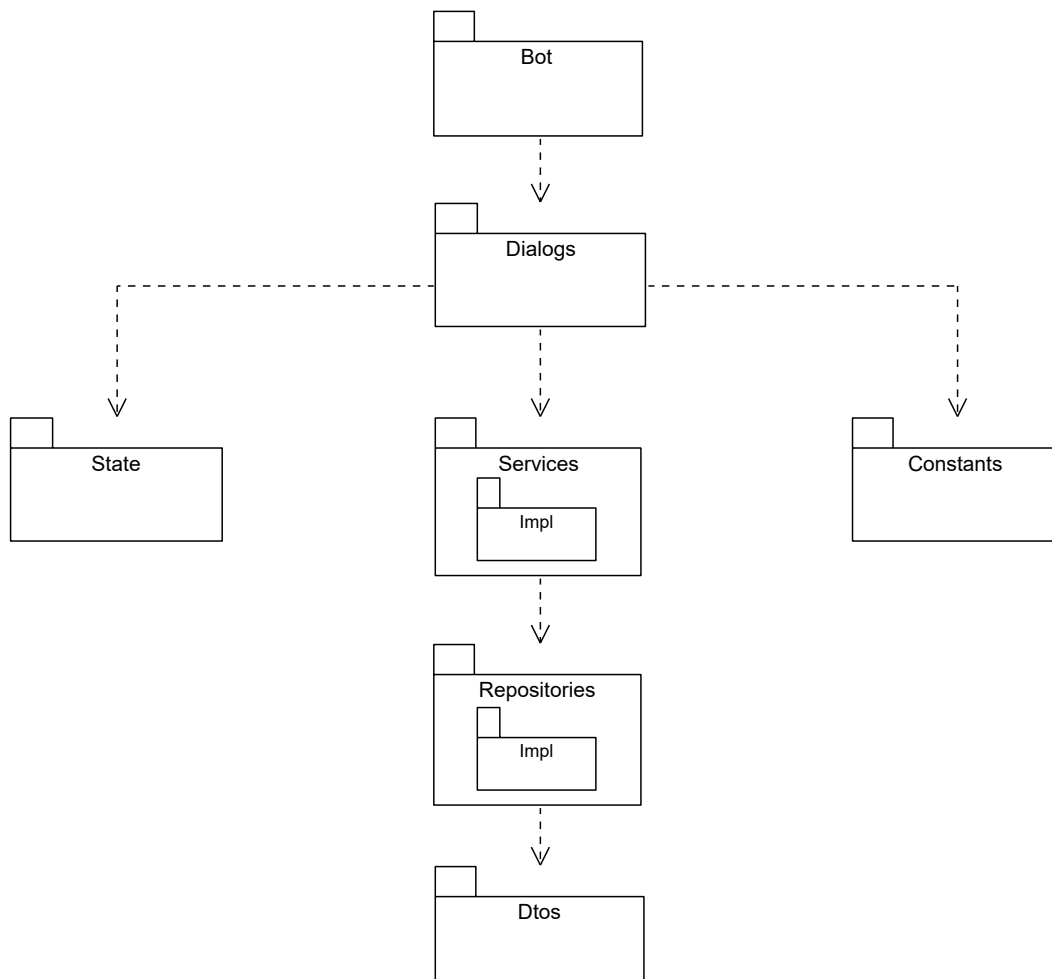 Bot
Dialogs
State
Services
Constants
Impl
Repositories
Impl
Dtos